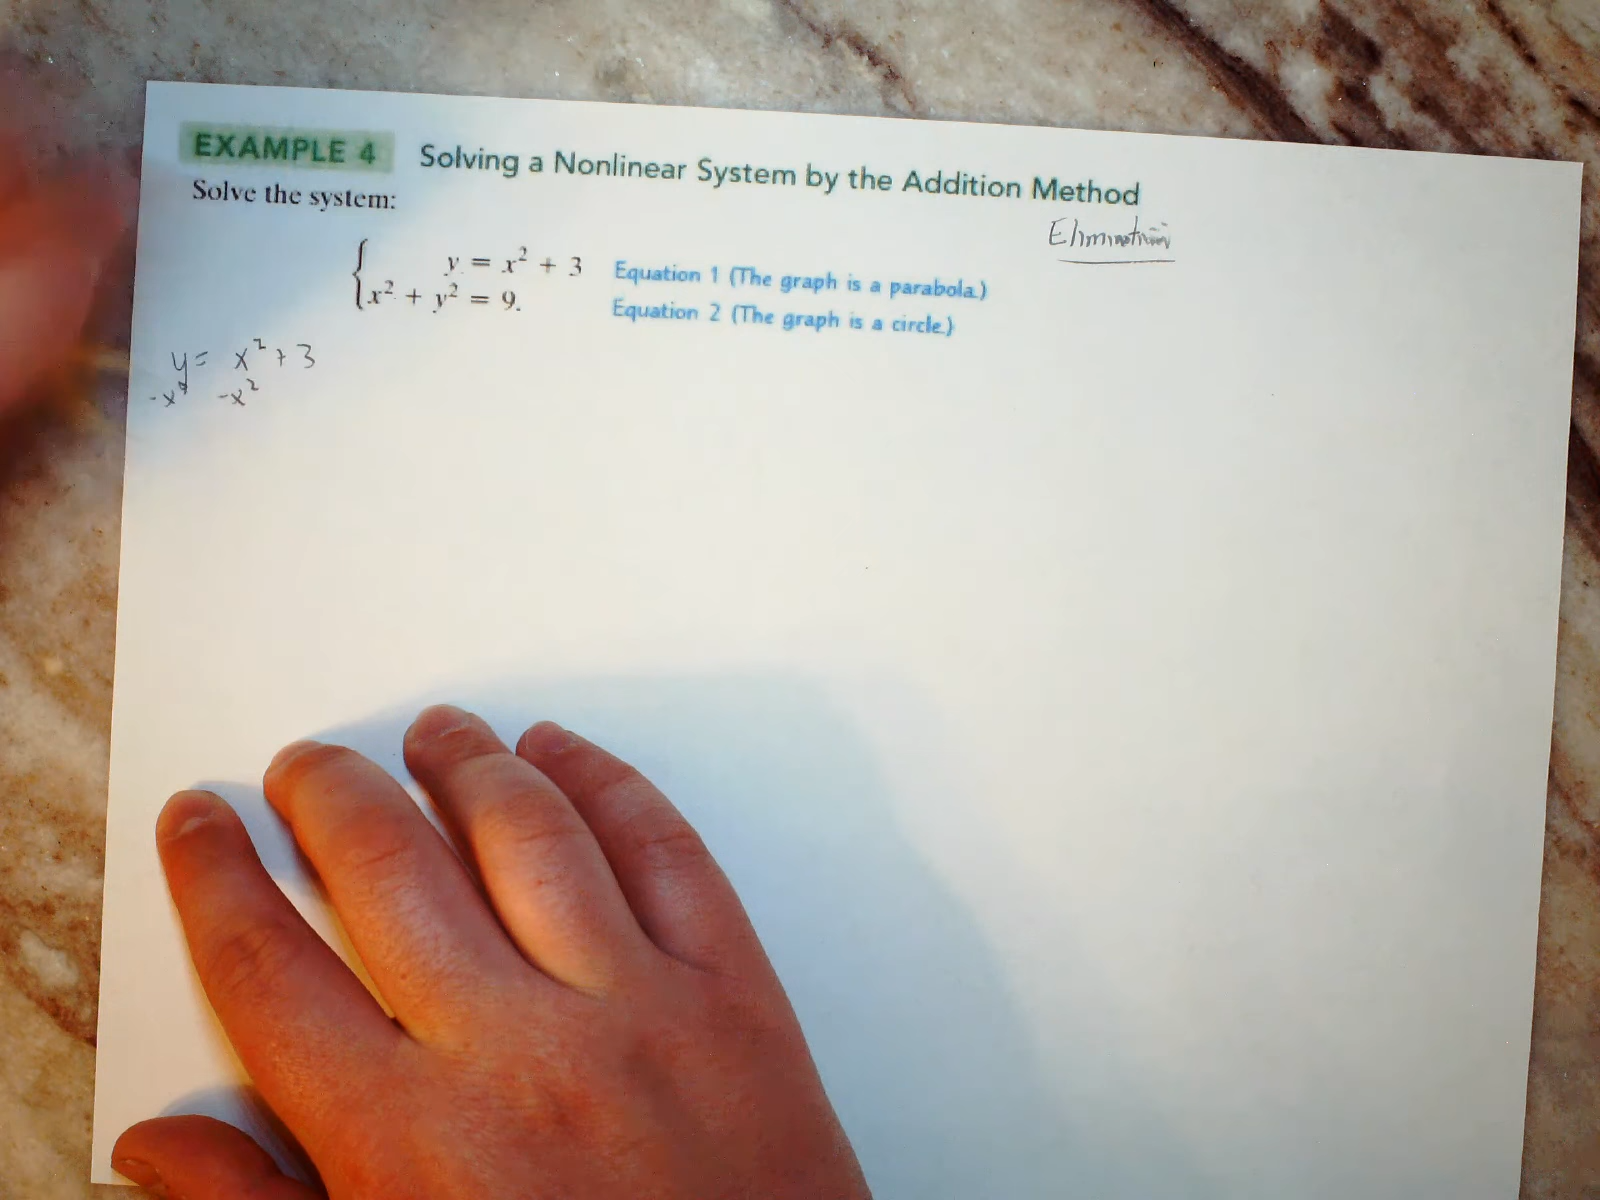 EXAMPLE 4 Solving a Nonlinear System by the Addition Method
Elimination
Solve the system:
y = x² + 3 Equation 1 (The graph is a parabola.)
x² + y² = 9. Equation 2 (The graph is a circle.)
y = x² + 3
-x² -x²